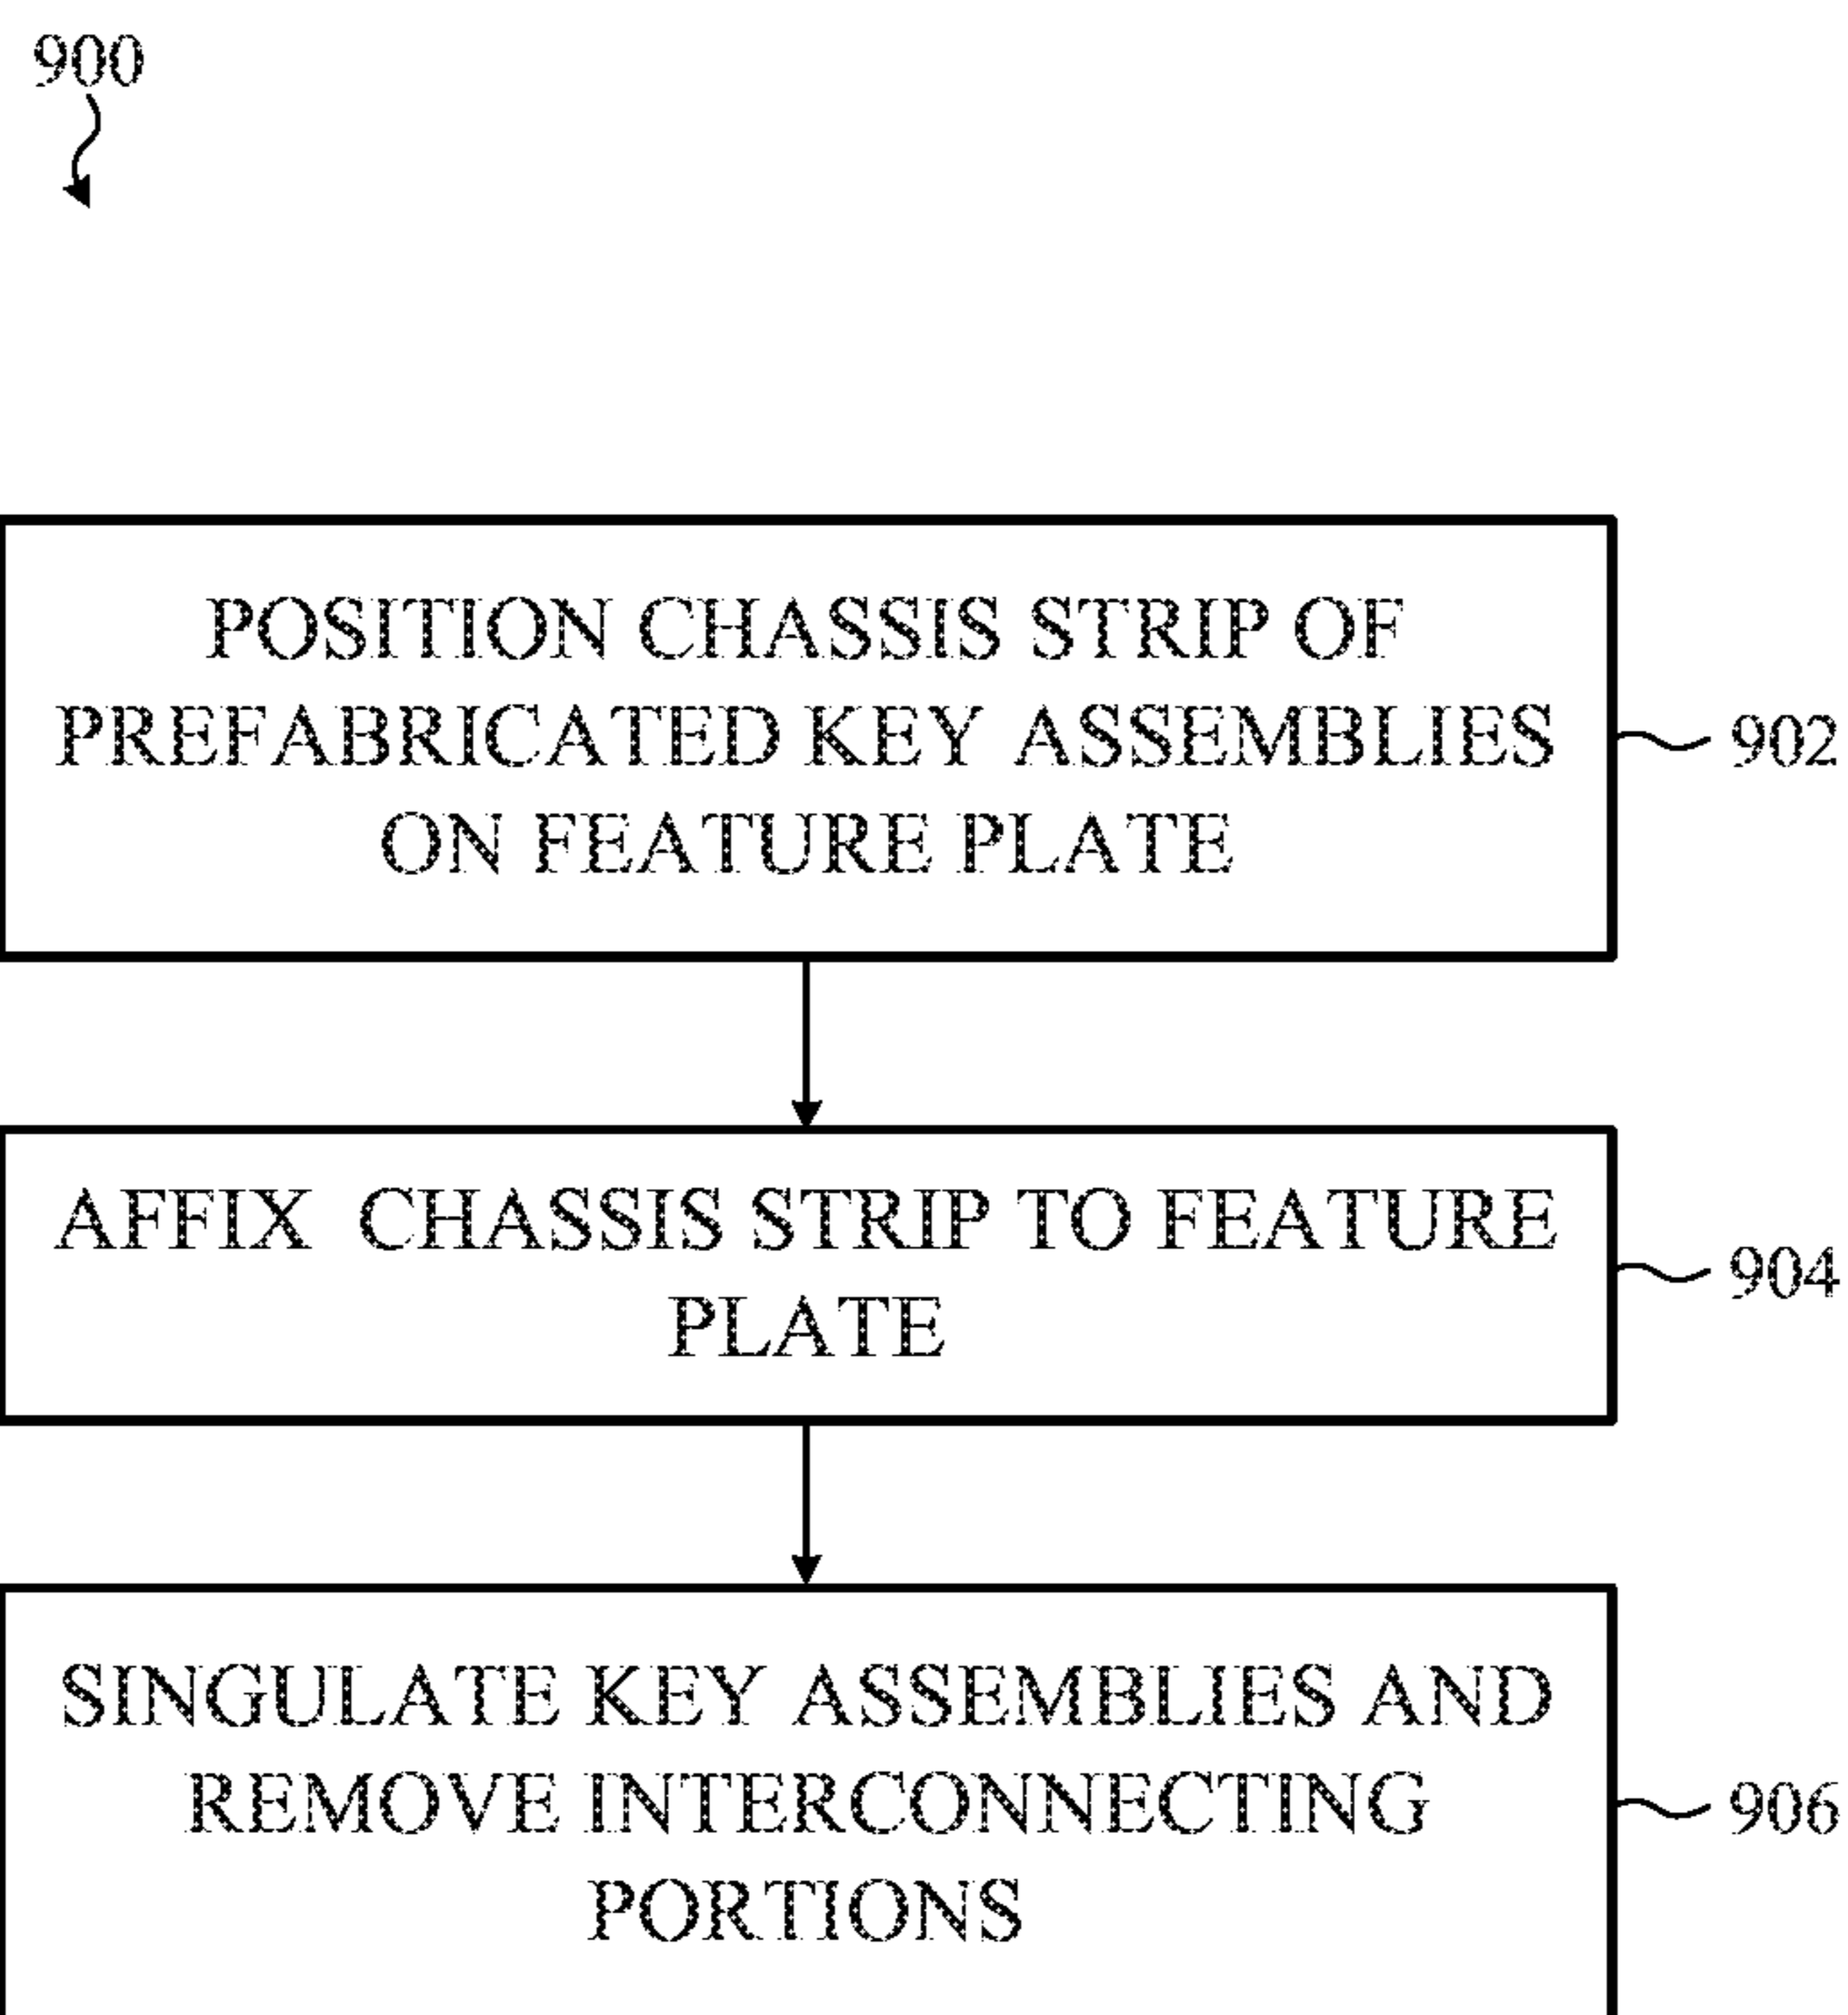 900
POSITION CHASSIS STRIP OF
PREFABRICATED KEY ASSEMBLIES
ON FEATURE PLATE
902
AFFIX CHASSIS STRIP TO FEATURE
PLATE
904
SINGULATE KEY ASSEMBLIES AND
REMOVE INTERCONNECTING
PORTIONS
906